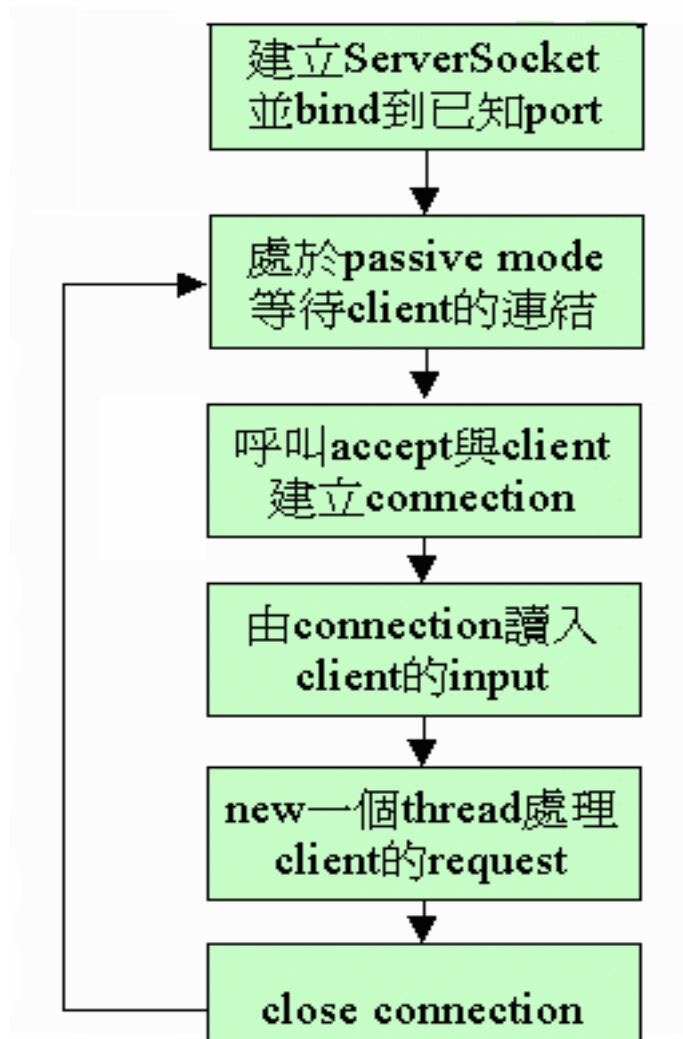 建立ServerSocket
並bind到已知port
處於passive mode
等待client的連結
呼叫accept與client
建立connection
由connection讀入
client的input
new一個thread處理
client的request
close connection